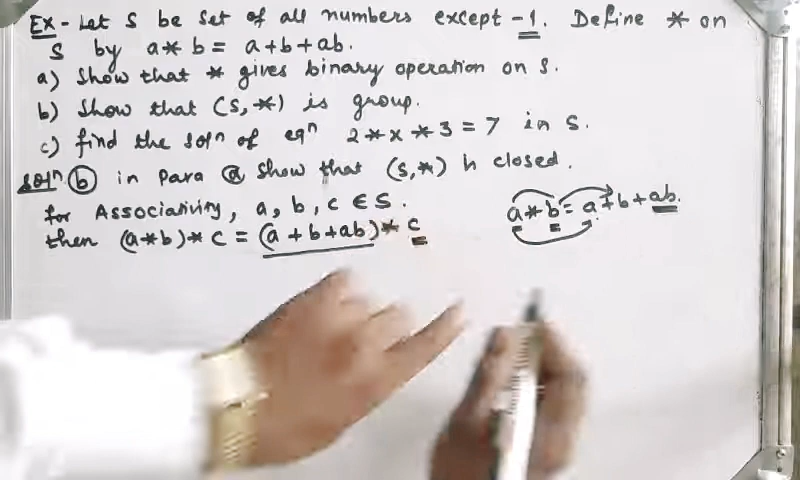 Ex - Let S be set of all numbers except -1. Define * on
S by a * b = a+b+ab.
a) Show that * gives binary operation on S.
b) Show that (S, *) is group.
c) find the solⁿ of eqⁿ 2 * x * 3 = 7 in S.
Solⁿ (b) in Para (a) Show that (S, *) is closed.
for Associativity, a, b, c ∈ S.
then (a*b) * c = (a + b + ab) * c
a * b = a + b + ab.